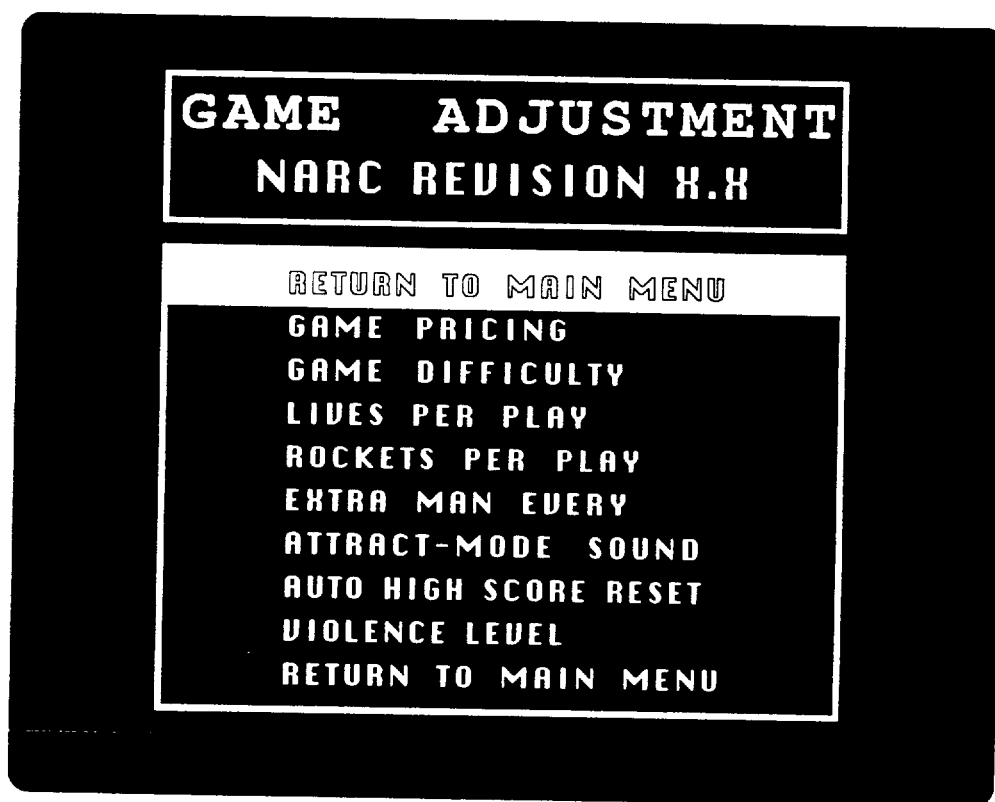 GAME ADJUSTMENT
NARC REVISION X.X
RETURN TO MAIN MENU
GAME PRICING
GAME DIFFICULTY
LIVES PER PLAY
ROCKETS PER PLAY
EXTRA MAN EVERY
ATTRACT-MODE SOUND
AUTO HIGH SCORE RESET
VIOLENCE LEVEL
RETURN TO MAIN MENU